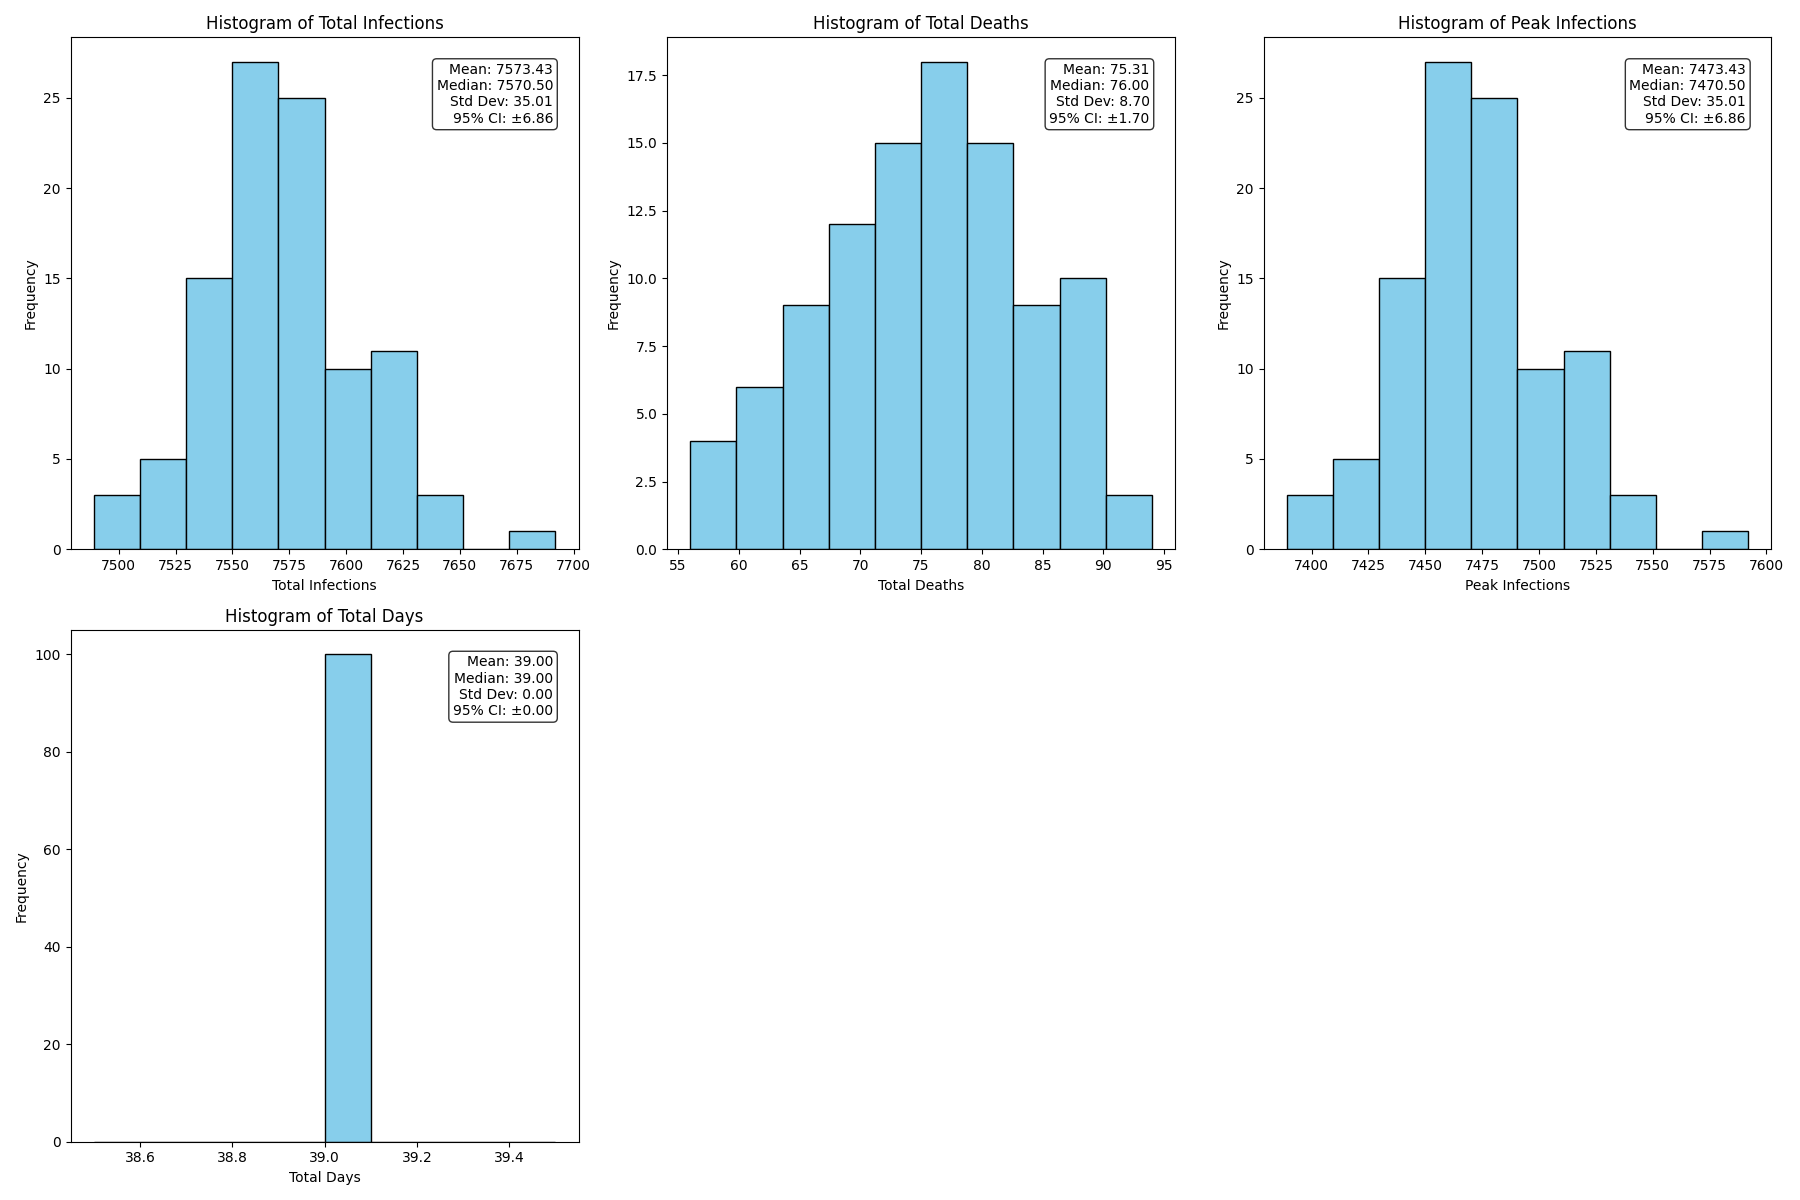 Histogram of Total Infections
Mean: 7573.43
Median: 7570.50
Std Dev: 35.01
95% CI: ±6.86
Frequency
25
20
15
10
5
0
7500 7525 7550 7575 7600 7625 7650 7675 7700
Total Infections
Histogram of Total Deaths
Mean: 75.31
Median: 76.00
Std Dev: 8.70
95% CI: ±1.70
Frequency
17.5
15.0
12.5
10.0
7.5
5.0
2.5
0.0
55 60 65 70 75 80 85 90 95
Total Deaths
Histogram of Peak Infections
Mean: 7473.43
Median: 7470.50
Std Dev: 35.01
95% CI: ±6.86
Frequency
25
20
15
10
5
0
7400 7425 7450 7475 7500 7525 7550 7575 7600
Peak Infections
Histogram of Total Days
Mean: 39.00
Median: 39.00
Std Dev: 0.00
95% CI: ±0.00
Frequency
100
80
60
40
20
0
38.6 38.8 39.0 39.2 39.4
Total Days